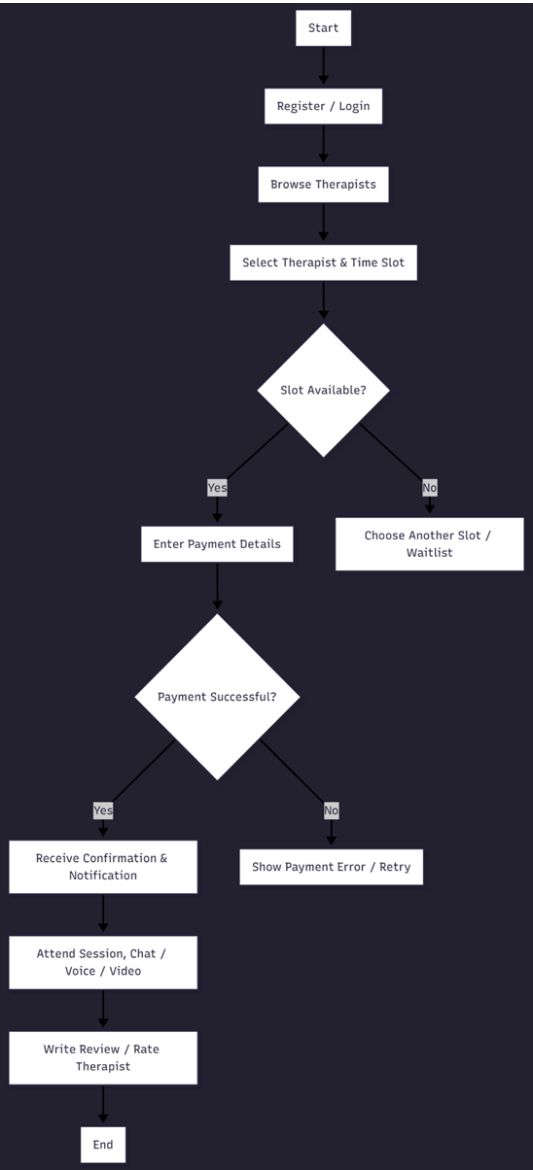 Start
Register / Login
Browse Therapists
Select Therapist & Time Slot
Slot Available?
Yes
No
Enter Payment Details
Choose Another Slot /
Waitlist
Payment Successful?
Yes
No
Receive Confirmation &
Notification
Show Payment Error / Retry
Attend Session, Chat /
Voice / Video
Write Review / Rate
Therapist
End